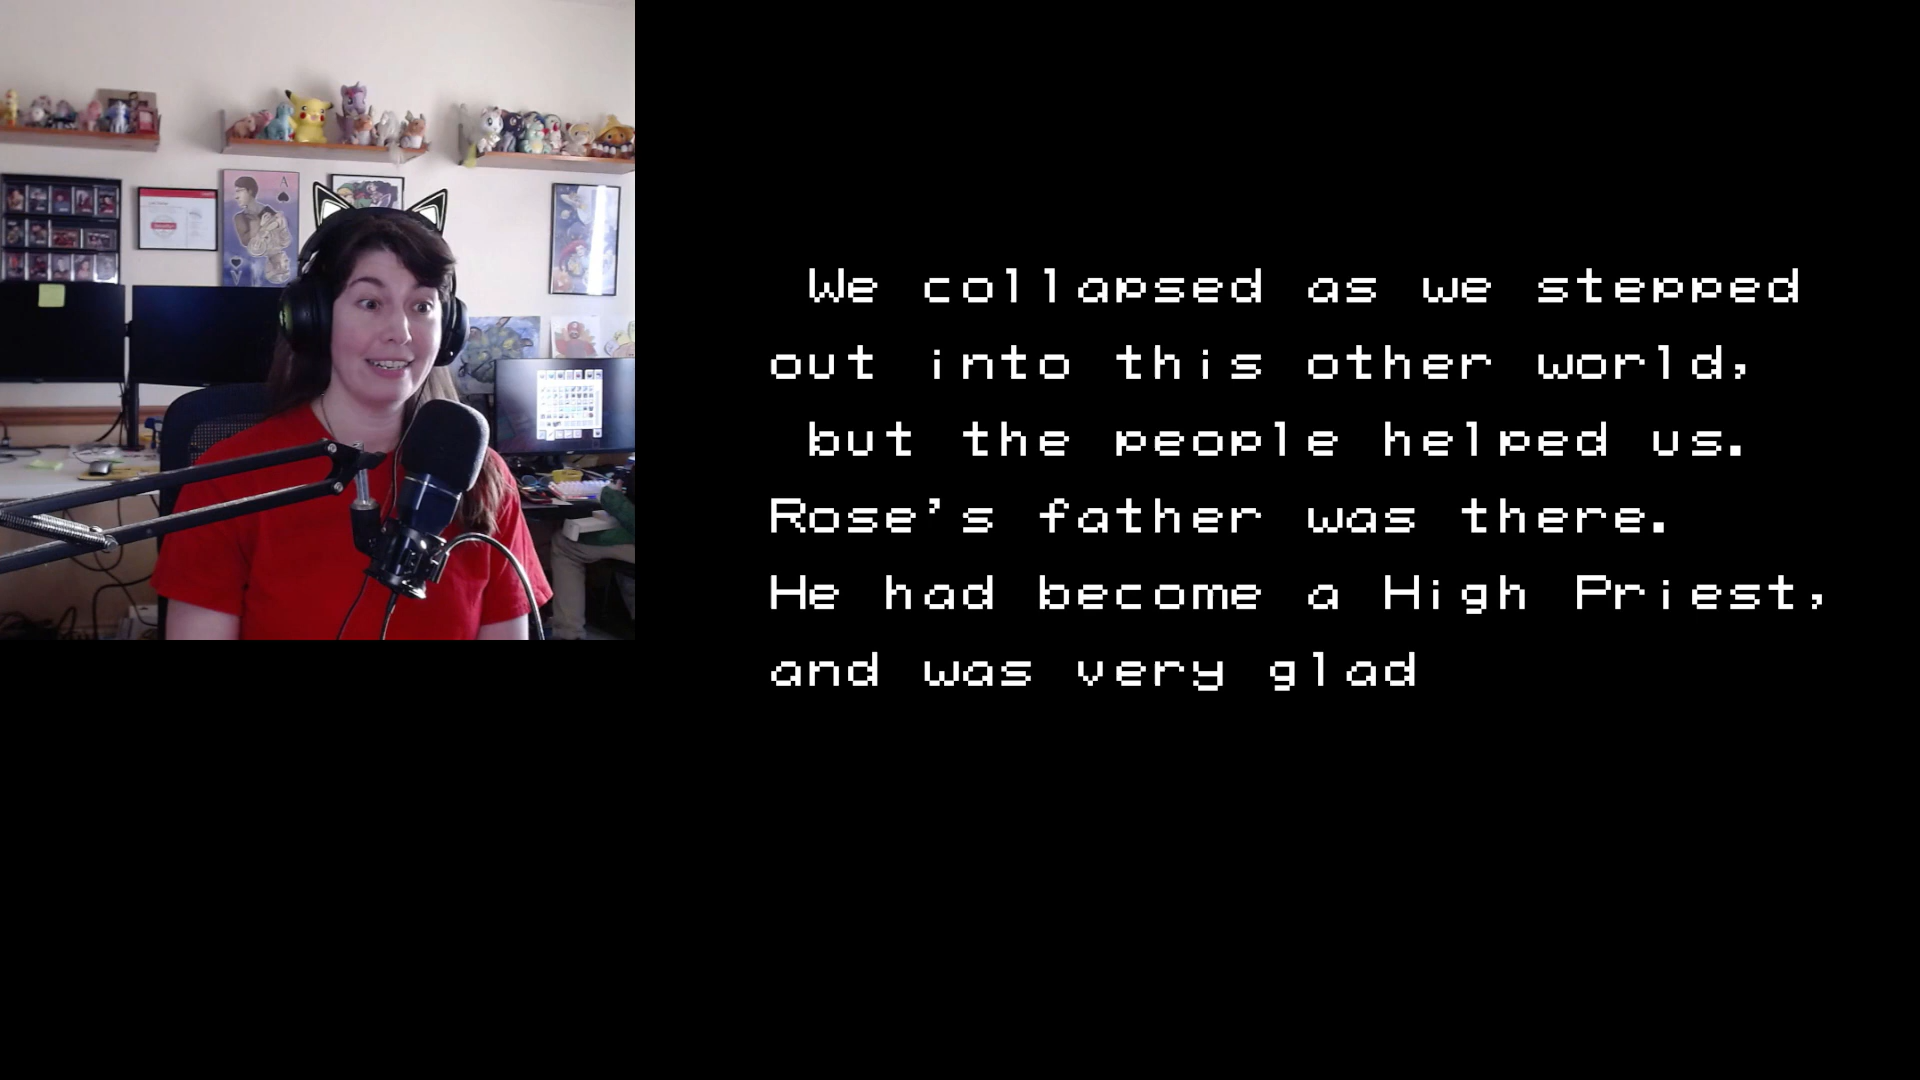 We collapsed as we stepped
out into this other world,
but the people helped us.
Rose's father was there.
He had become a High Priest,
and was very glad
A